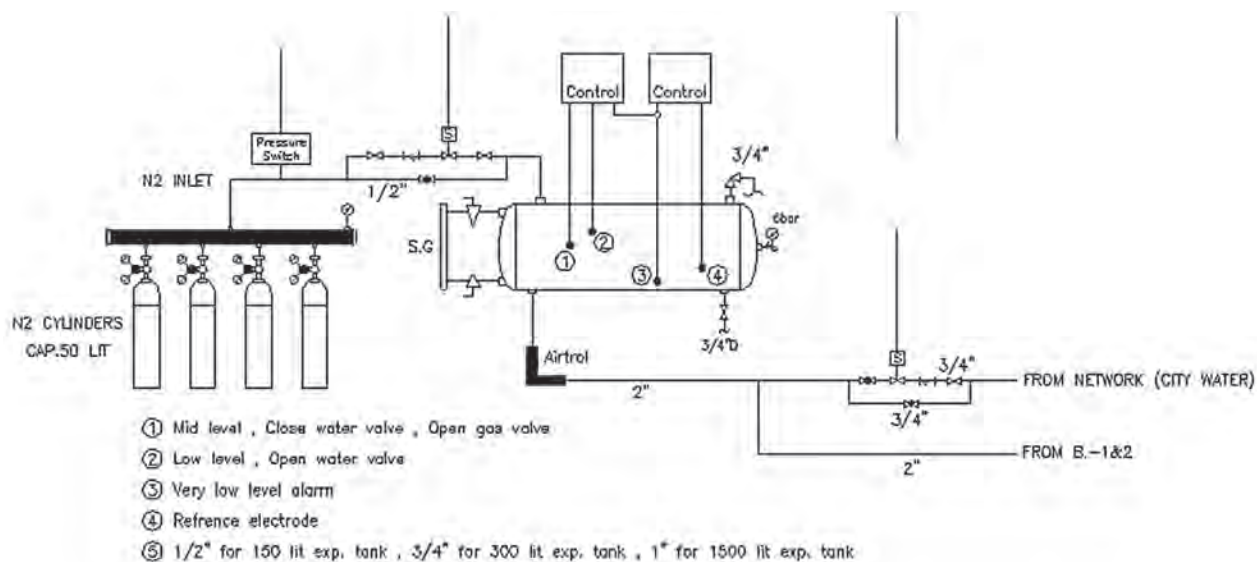 Control
Control
S
Pressure
Switch
3/4"
N2 INLET
1/2"
6bar
S.G
1
2
3
4
N2 CYLINDERS
CAP.50 LIT
3/4"D
Airtrol
S
3/4"
2"
FROM NETWORK (CITY WATER)
3/4"
2"
FROM B.-1&2
① Mid level , Close water valve , Open gas valve
② Low level , Open water valve
③ Very low level alarm
④ Refrence electrode
Ⓢ 1/2" for 150 lit exp. tank , 3/4" for 300 lit exp. tank , 1" for 1500 lit exp. tank